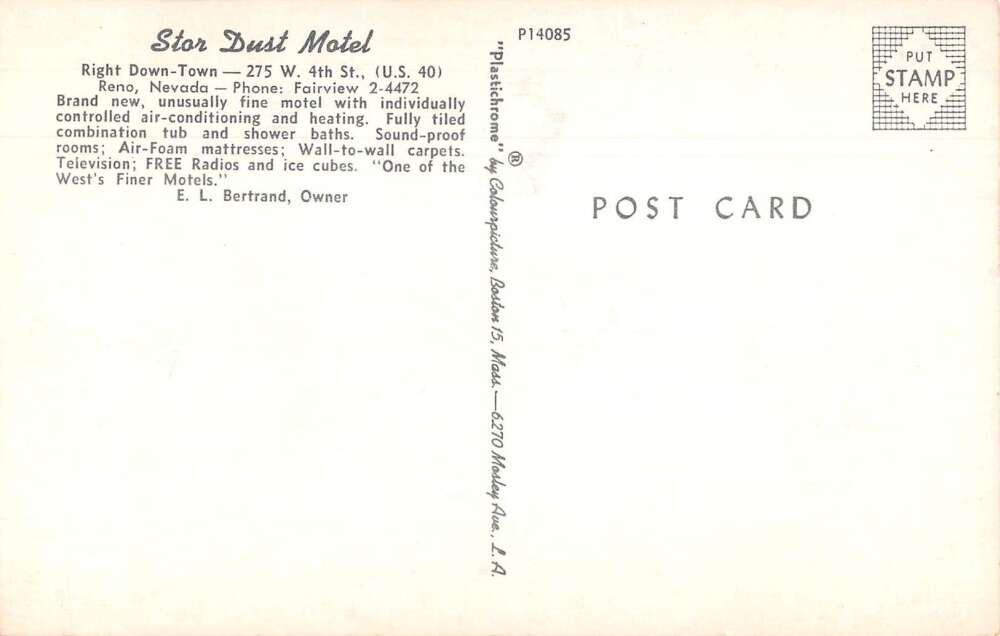 Star Dust Motel
Right Down-Town — 275 W. 4th St., (U.S. 40)
Reno, Nevada — Phone: Fairview 2-4472
Brand new, unusually fine motel with individually
controlled air-conditioning and heating. Fully tiled
combination tub and shower baths. Sound-proof
rooms; Air-Foam mattresses; Wall-to-wall carpets.
Television; FREE Radios and ice cubes. "One of the
West's Finer Motels."
E. L. Bertrand, Owner
"Plastichrome" ® by Colourpicture, Boston 15, Mass. — 6270 Mosley Ave., L.A.
P14085
PUT
STAMP
HERE
POST CARD